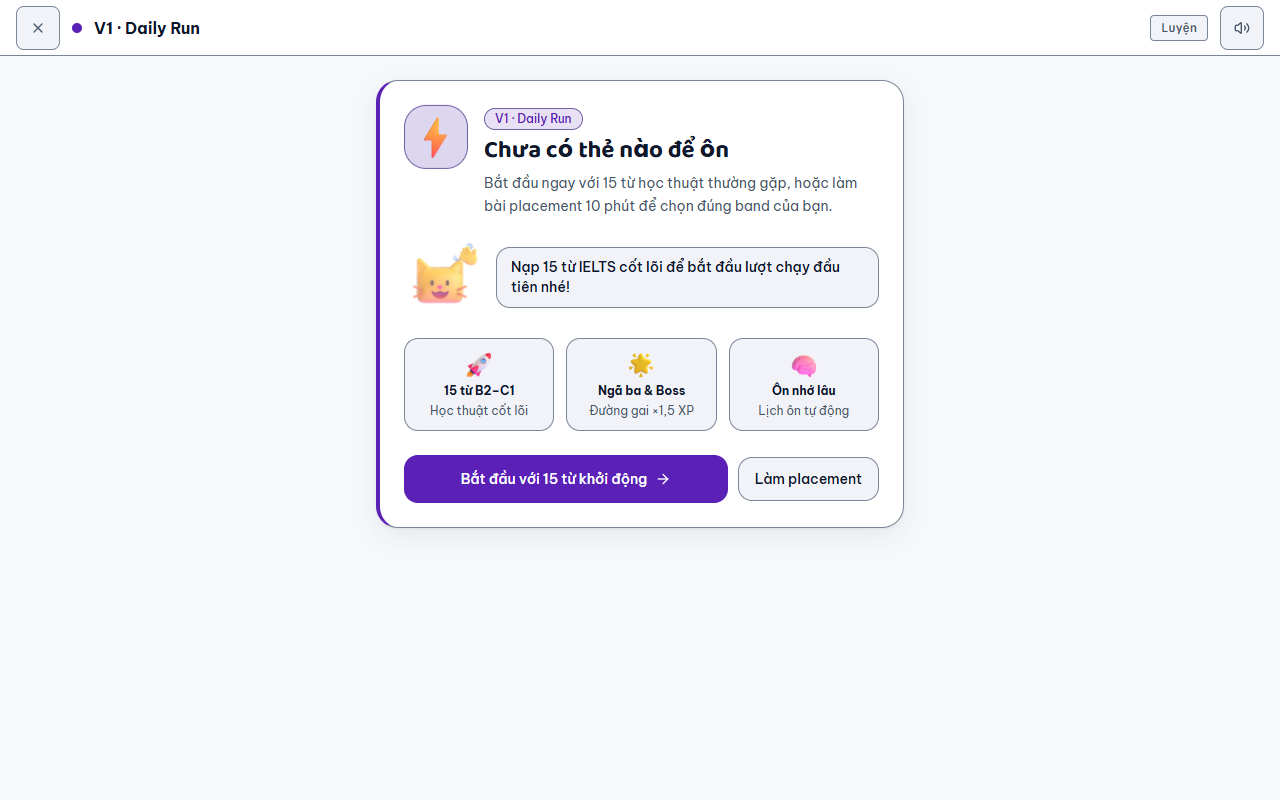 V1 · Daily Run
Luyện
V1 · Daily Run
Chưa có thẻ nào để ôn
Bắt đầu ngay với 15 từ học thuật thường gặp, hoặc làm
bài placement 10 phút để chọn đúng band của bạn.
Nạp 15 từ IELTS cốt lõi để bắt đầu lượt chạy đầu
tiên nhé!
15 từ B2–C1
Học thuật cốt lõi
Ngã ba & Boss
Đường gai ×1,5 XP
Ôn nhớ lâu
Lịch ôn tự động
Bắt đầu với 15 từ khởi động →
Làm placement